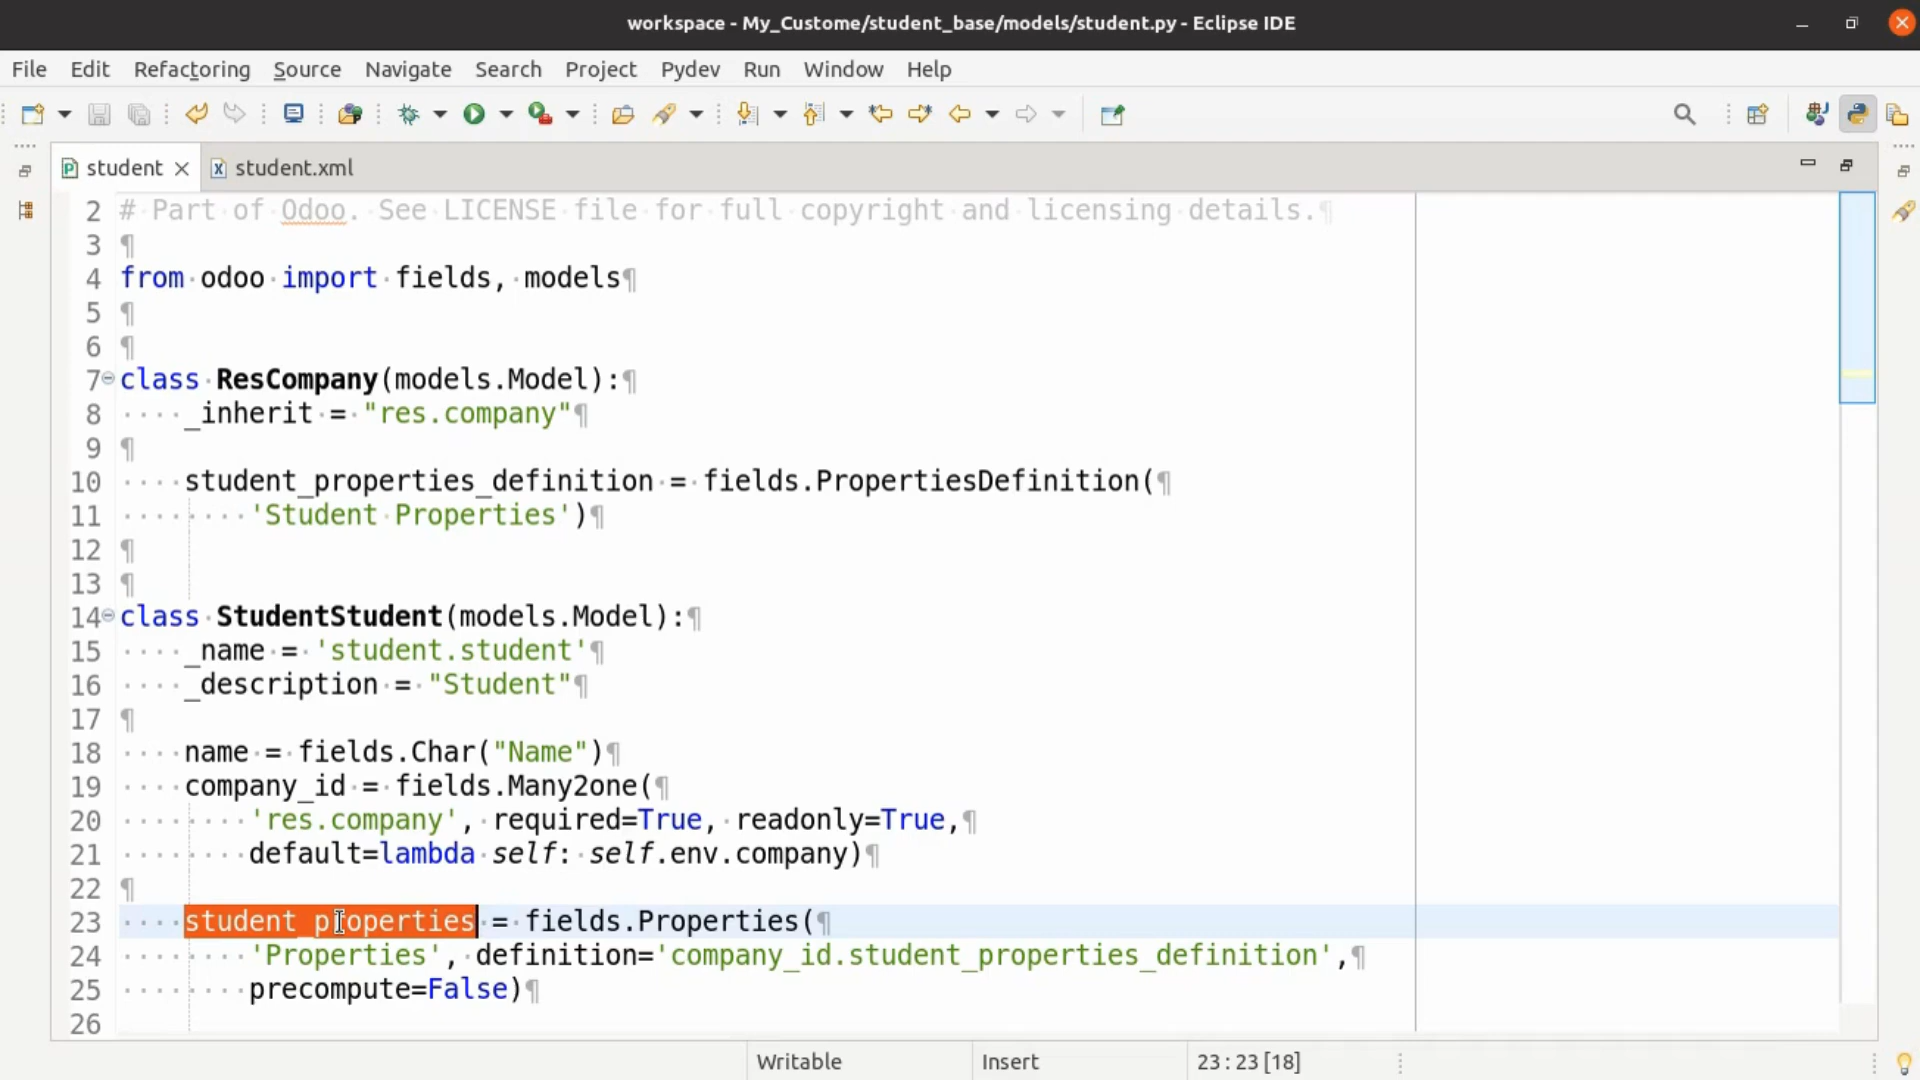 workspace - My_Custome/student_base/models/student.py - Eclipse IDE
File Edit Refactoring Source Navigate Search Project Pydev Run Window Help
student student.xml
2 # Part of Odoo. See LICENSE file for full copyright and licensing details.
3
4 from odoo import fields, models
5
6
7 class ResCompany(models.Model):
8     _inherit = "res.company"
9
10     student_properties_definition = fields.PropertiesDefinition(
11         'Student Properties')
12
13
14 class StudentStudent(models.Model):
15     _name = 'student.student'
16     _description = "Student"
17
18     name = fields.Char("Name")
19     company_id = fields.Many2one(
20         'res.company', required=True, readonly=True,
21         default=lambda self: self.env.company)
22
23     student_properties = fields.Properties(
24         'Properties', definition='company_id.student_properties_definition',
25         precompute=False)
26
Writable Insert 23 : 23 [18]